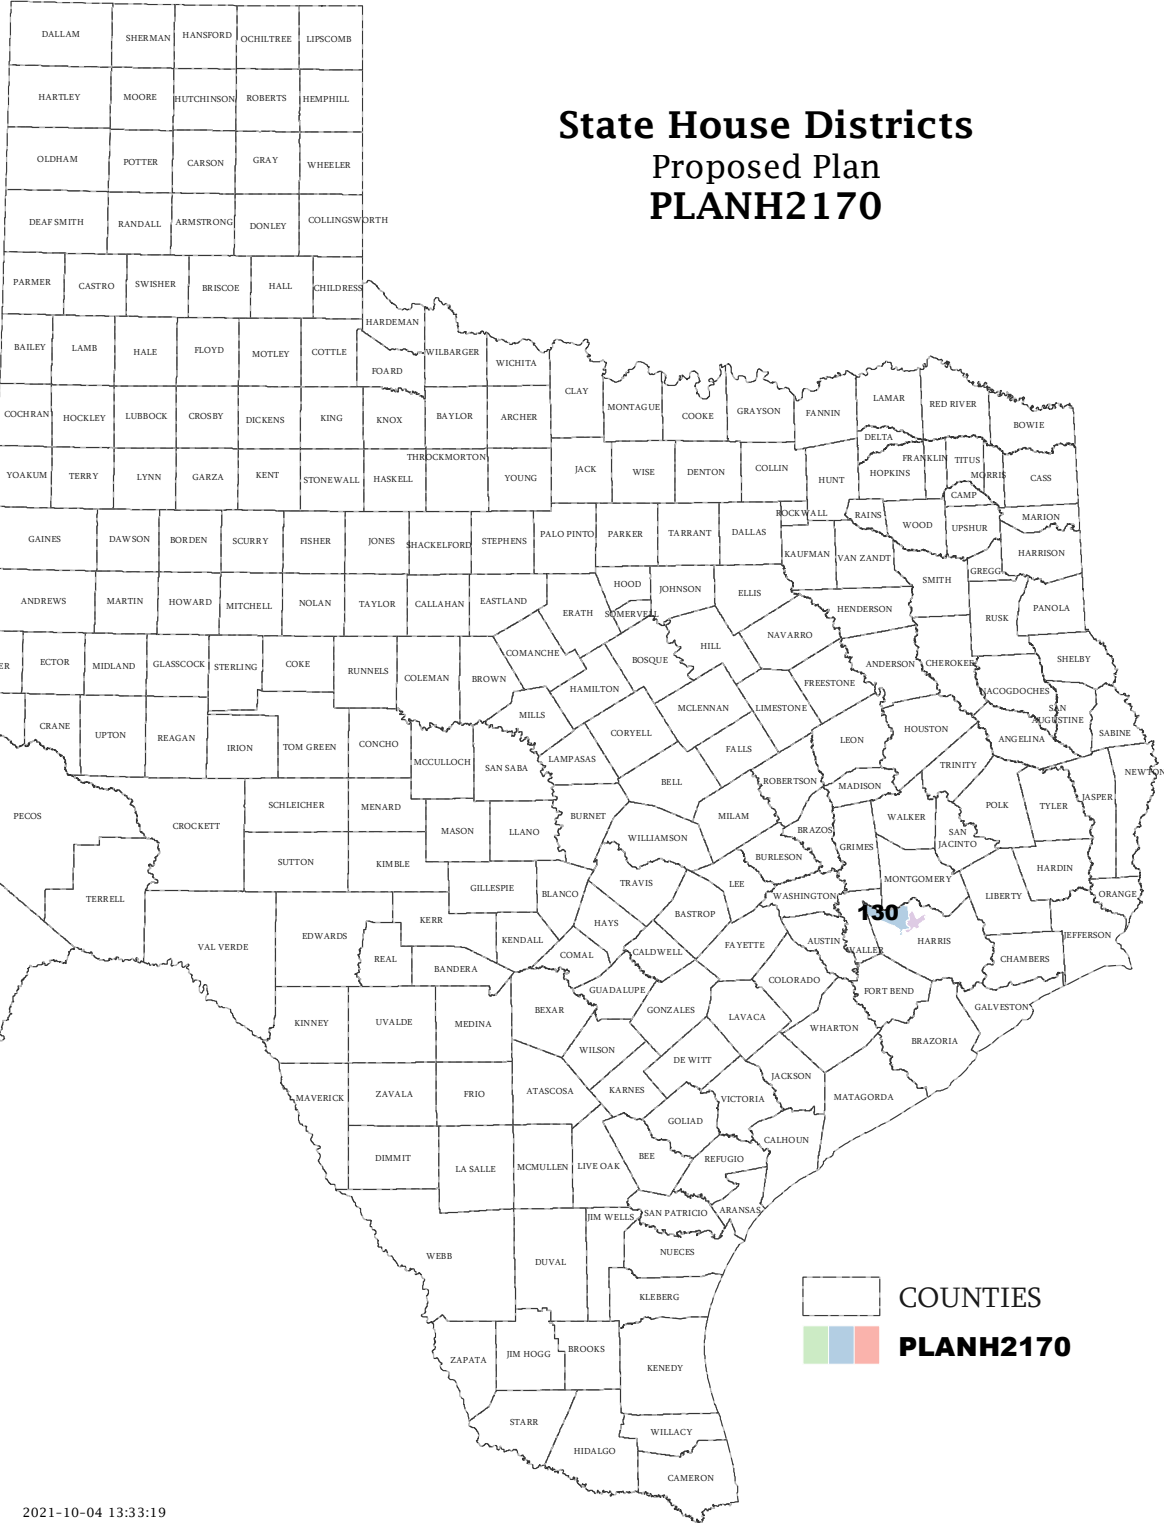 State House Districts
Proposed Plan
PLANH2170
DALLAM
SHERMAN
HANSFORD
OCHILTREE
LIPSCOMB
HARTLEY
MOORE
HUTCHINSON
ROBERTS
HEMPHILL
OLDHAM
POTTER
CARSON
GRAY
WHEELER
DEAF SMITH
RANDALL
ARMSTRONG
DONLEY
COLLINGSWORTH
PARMER
CASTRO
SWISHER
BRISCOE
HALL
CHILDRESS
HARDEMAN
BAILEY
LAMB
HALE
FLOYD
MOTLEY
COTTLE
FOARD
WILBARGER
WICHITA
CLAY
MONTAGUE
COOKE
GRAYSON
FANNIN
LAMAR
RED RIVER
BOWIE
COCHRAN
HOCKLEY
LUBBOCK
CROSBY
DICKENS
KING
KNOX
BAYLOR
ARCHER
DELTA
YOAKUM
TERRY
LYNN
GARZA
KENT
STONEWALL
HASKELL
THROCKMORTON
YOUNG
JACK
WISE
DENTON
COLLIN
HUNT
HOPKINS
FRANKLIN
TITUS
MORRIS
CASS
CAMP
ROCKWALL
RAINS
WOOD
UPSHUR
MARION
GAINES
DAWSON
BORDEN
SCURRY
FISHER
JONES
SHACKELFORD
STEPHENS
PALO PINTO
PARKER
TARRANT
DALLAS
KAUFMAN
VAN ZANDT
SMITH
GREGG
HARRISON
ANDREWS
MARTIN
HOWARD
MITCHELL
NOLAN
TAYLOR
CALLAHAN
EASTLAND
ERATH
HOOD
SOMERVELL
JOHNSON
ELLIS
HENDERSON
RUSK
PANOLA
NAVARRO
HILL
BOSQUE
COMANCHE
ER
ECTOR
MIDLAND
GLASSCOCK
STERLING
COKE
RUNNELS
COLEMAN
BROWN
HAMILTON
FREESTONE
ANDERSON
CHEROKEE
SHELBY
NACOGDOCHES
SAN
AUGUSTINE
SABINE
CRANE
UPTON
REAGAN
IRION
TOM GREEN
CONCHO
MILLS
MCLENNAN
LIMESTONE
LEON
HOUSTON
ANGELINA
CORYELL
FALLS
MCCULLOCH
SAN SABA
LAMPASAS
BELL
ROBERTSON
MADISON
TRINITY
NEWTON
JASPER
TYLER
POLK
PECOS
CROCKETT
SCHLEICHER
MENARD
MASON
LLANO
BURNET
WILLIAMSON
MILAM
BRAZOS
WALKER
SAN
JACINTO
GRIMES
SUTTON
KIMBLE
BURLESON
MONTGOMERY
HARDIN
LIBERTY
ORANGE
TERRELL
GILLESPIE
BLANCO
TRAVIS
LEE
WASHINGTON
BASTROP
HAYS
KERR
130
VAL VERDE
EDWARDS
REAL
BANDERA
KENDALL
COMAL
CALDWELL
FAYETTE
AUSTIN
WALLER
HARRIS
JEFFERSON
CHAMBERS
COLORADO
FORT BEND
GALVESTON
GUADALUPE
GONZALES
LAVACA
WHARTON
BRAZORIA
KINNEY
UVALDE
MEDINA
BEXAR
WILSON
DE WITT
JACKSON
MATAGORDA
MAVERICK
ZAVALA
FRIO
ATASCOSA
KARNES
VICTORIA
GOLIAD
CALHOUN
DIMMIT
LA SALLE
MCMULLEN
LIVE OAK
BEE
REFUGIO
ARANSAS
SAN PATRICIO
JIM WELLS
NUECES
WEBB
DUVAL
KLEBERG
ZAPATA
JIM HOGG
BROOKS
KENEDY
STARR
HIDALGO
WILLACY
CAMERON
COUNTIES
PLANH2170
2021-10-04 13:33:19